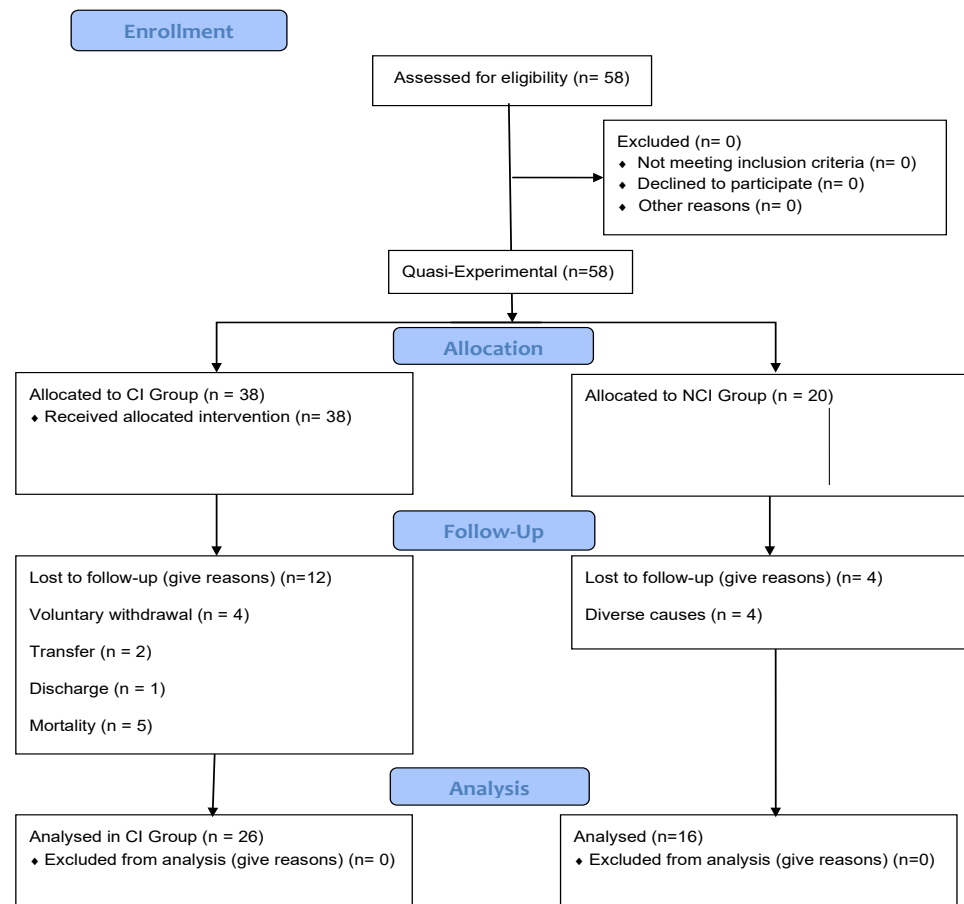 Enrollment
Assessed for eligibility (n= 58)
Excluded (n= 0)
⬧ Not meeting inclusion criteria (n= 0)
⬧ Declined to participate (n= 0)
⬧ Other reasons (n= 0)
Quasi-Experimental (n=58)
Allocation
Allocated to CI Group (n = 38)
⬧ Received allocated intervention (n= 38)
Allocated to NCI Group (n = 20)
Follow-Up
Lost to follow-up (give reasons) (n=12)
Voluntary withdrawal (n = 4)
Transfer (n = 2)
Discharge (n = 1)
Mortality (n = 5)
Lost to follow-up (give reasons) (n= 4)
Diverse causes (n = 4)
Analysis
Analysed in CI Group (n = 26)
⬧ Excluded from analysis (give reasons) (n= 0)
Analysed (n=16)
⬧ Excluded from analysis (give reasons) (n=0)